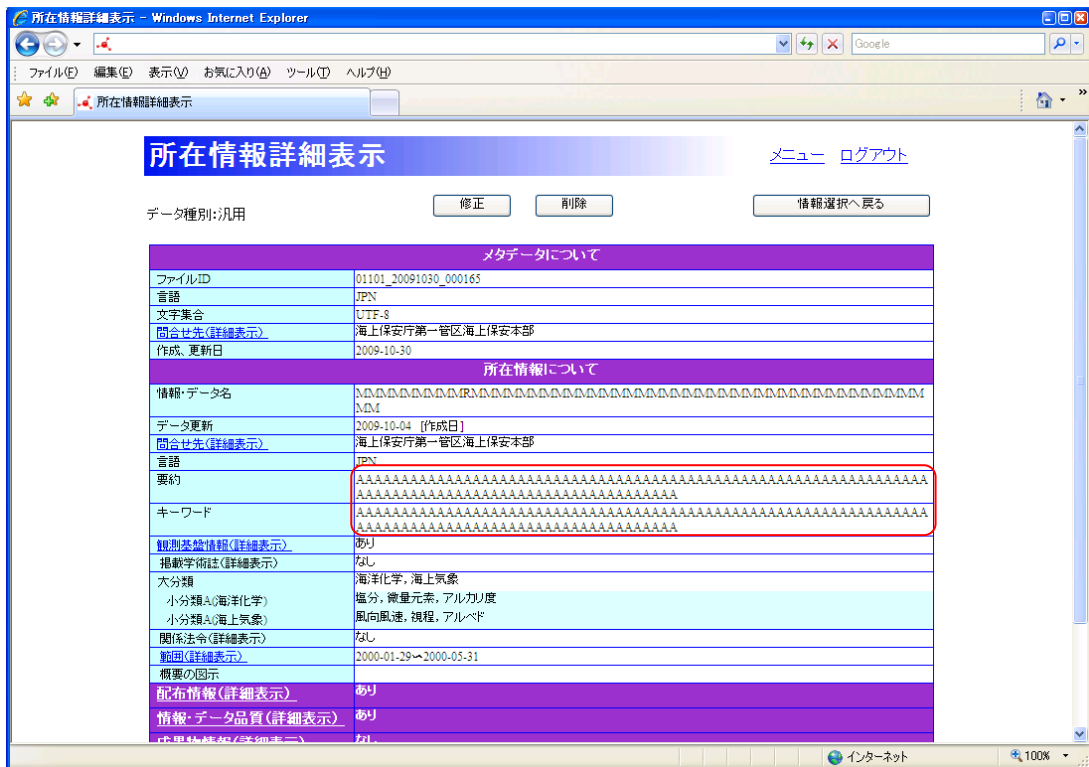 所在情報詳細表示 - Windows Internet Explorer
Google
ファイル(F) 編集(E) 表示(V) お気に入り(A) ツール(T) ヘルプ(H)
所在情報詳細表示
所在情報詳細表示 メニュー ログアウト
データ種別:汎用 修正 削除 情報選択へ戻る
メタデータについて
ファイルID 01101_20091030_000165
言語 JPN
文字集合 UTF-8
問合せ先(詳細表示) 海上保安庁第一管区海上保安本部
作成、更新日 2009-10-30
所在情報について
情報・データ名 MMMMMMMMMMRMMMMMMMMMMMMMMMMMMMMMMMMMMMMMMMMMMMMMM
MM
データ更新 2009-10-04 [作成日]
問合せ先(詳細表示) 海上保安庁第一管区海上保安本部
言語 JPN
要約 AAAAAAAAAAAAAAAAAAAAAAAAAAAAAAAAAAAAAAAAAAAAAAAAAAAAAAAAAAAAAAAA
AAAAAAAAAAAAAAAAAAAAAAAAAAAAAAAAAAAA
キーワード AAAAAAAAAAAAAAAAAAAAAAAAAAAAAAAAAAAAAAAAAAAAAAAAAAAAAAAAAAAAAAAA
AAAAAAAAAAAAAAAAAAAAAAAAAAAAAAAAAAAA
観測基盤情報(詳細表示) あり
掲載学術誌(詳細表示) なし
大分類 海洋化学, 海上気象
小分類A(海洋化学) 塩分, 微量元素, アルカリ度
小分類A(海上気象) 風向風速, 視程, アルベド
関係法令(詳細表示) なし
範囲(詳細表示) 2000-01-29～2000-05-31
概要の図示
配布情報(詳細表示) あり
情報・データ品質(詳細表示) あり
成果物情報(詳細表示) なし
インターネット 100%